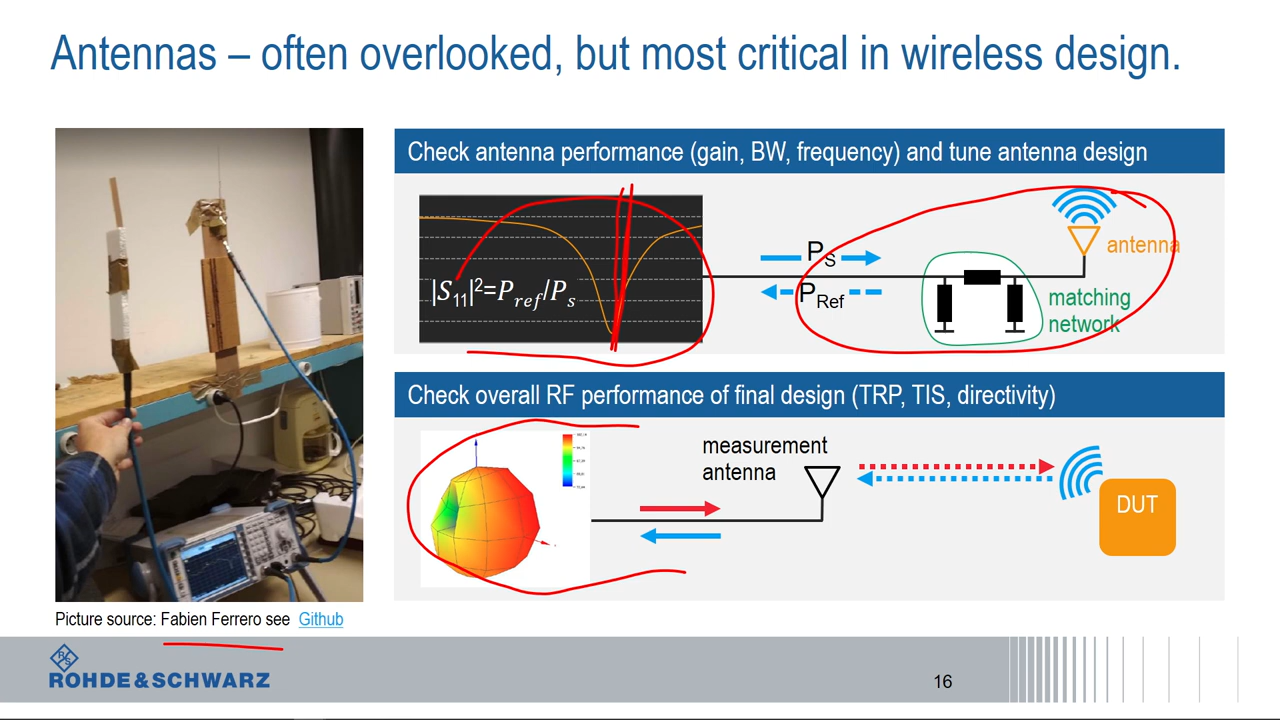 Antennas – often overlooked, but most critical in wireless design.
Check antenna performance (gain, BW, frequency) and tune antenna design
|S11|²=Pref/Ps
PS
PRef
antenna
matching
network
Check overall RF performance of final design (TRP, TIS, directivity)
measurement
antenna
DUT
Picture source: Fabien Ferrero see Github
R S
ROHDE & SCHWARZ
16